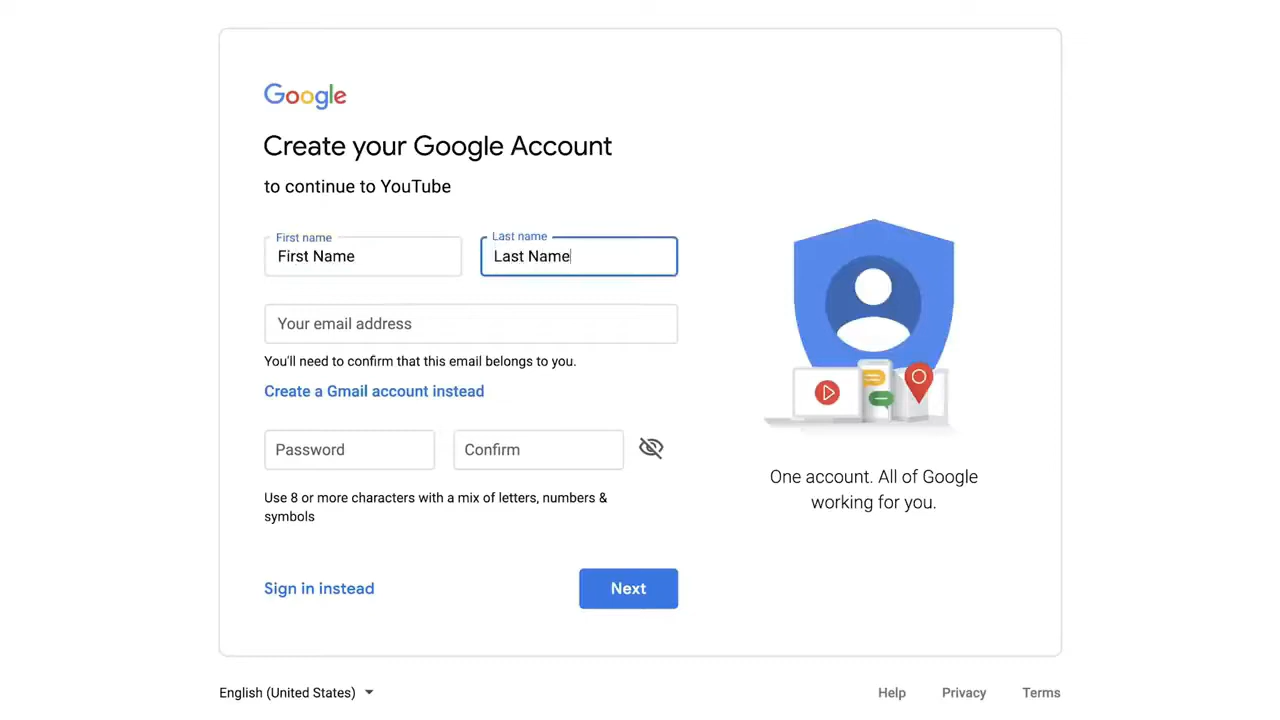 Google
Create your Google Account
to continue to YouTube
First name
First Name
Last name
Last Name
Your email address
You'll need to confirm that this email belongs to you.
Create a Gmail account instead
Password
Confirm
Use 8 or more characters with a mix of letters, numbers &
symbols
Sign in instead
Next
One account. All of Google
working for you.
English (United States)
Help
Privacy
Terms